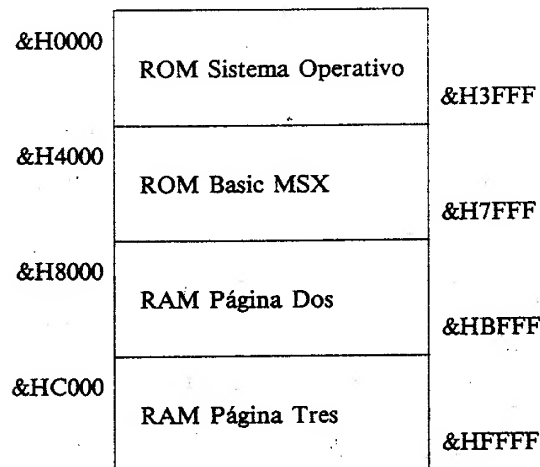 &H0000
ROM Sistema Operativo
&H3FFF
&H4000
ROM Basic MSX
&H7FFF
&H8000
RAM Página Dos
&HBFFF
&HC000
RAM Página Tres
&HFFFF